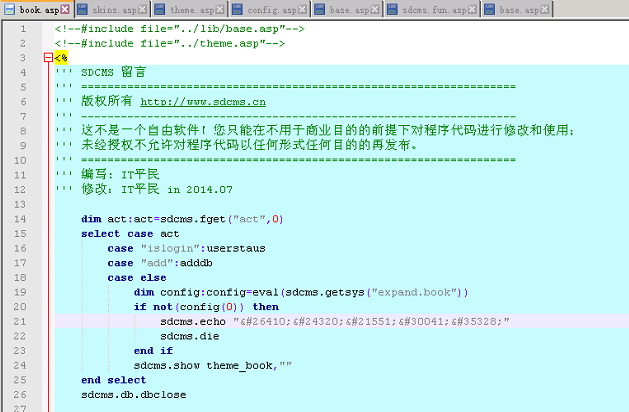 book.asp skins.asp theme.asp config.asp base.asp sdcms.fun.asp base.asp
1 <!--#include file="../lib/base.asp"-->
2 <!--#include file="../theme.asp"-->
3 <%
4 ''' SDCMS 留言
5 ''' ==================================================================
6 ''' 版权所有 http://www.sdcms.cn
7 ''' ------------------------------------------------------------------
8 ''' 这不是一个自由软件！您只能在不用于商业目的的前提下对程序代码进行修改和使用；
9 ''' 未经授权不允许对程序代码以任何形式任何目的的再发布。
10 ''' ==================================================================
11 ''' 编写：IT平民
12 ''' 修改：IT平民 in 2014.07
13
14 dim act:act=sdcms.fget("act",0)
15 select case act
16 case "islogin":userstaus
17 case "add":adddb
18 case else
19 dim config:config=eval(sdcms.getsys("expand.book"))
20 if not(config(0)) then
21 sdcms.echo "&#26410;&#24320;&#21551;&#30041;&#35328;"
22 sdcms.die
23 end if
24 sdcms.show theme_book,""
25 end select
26 sdcms.db.dbclose
27